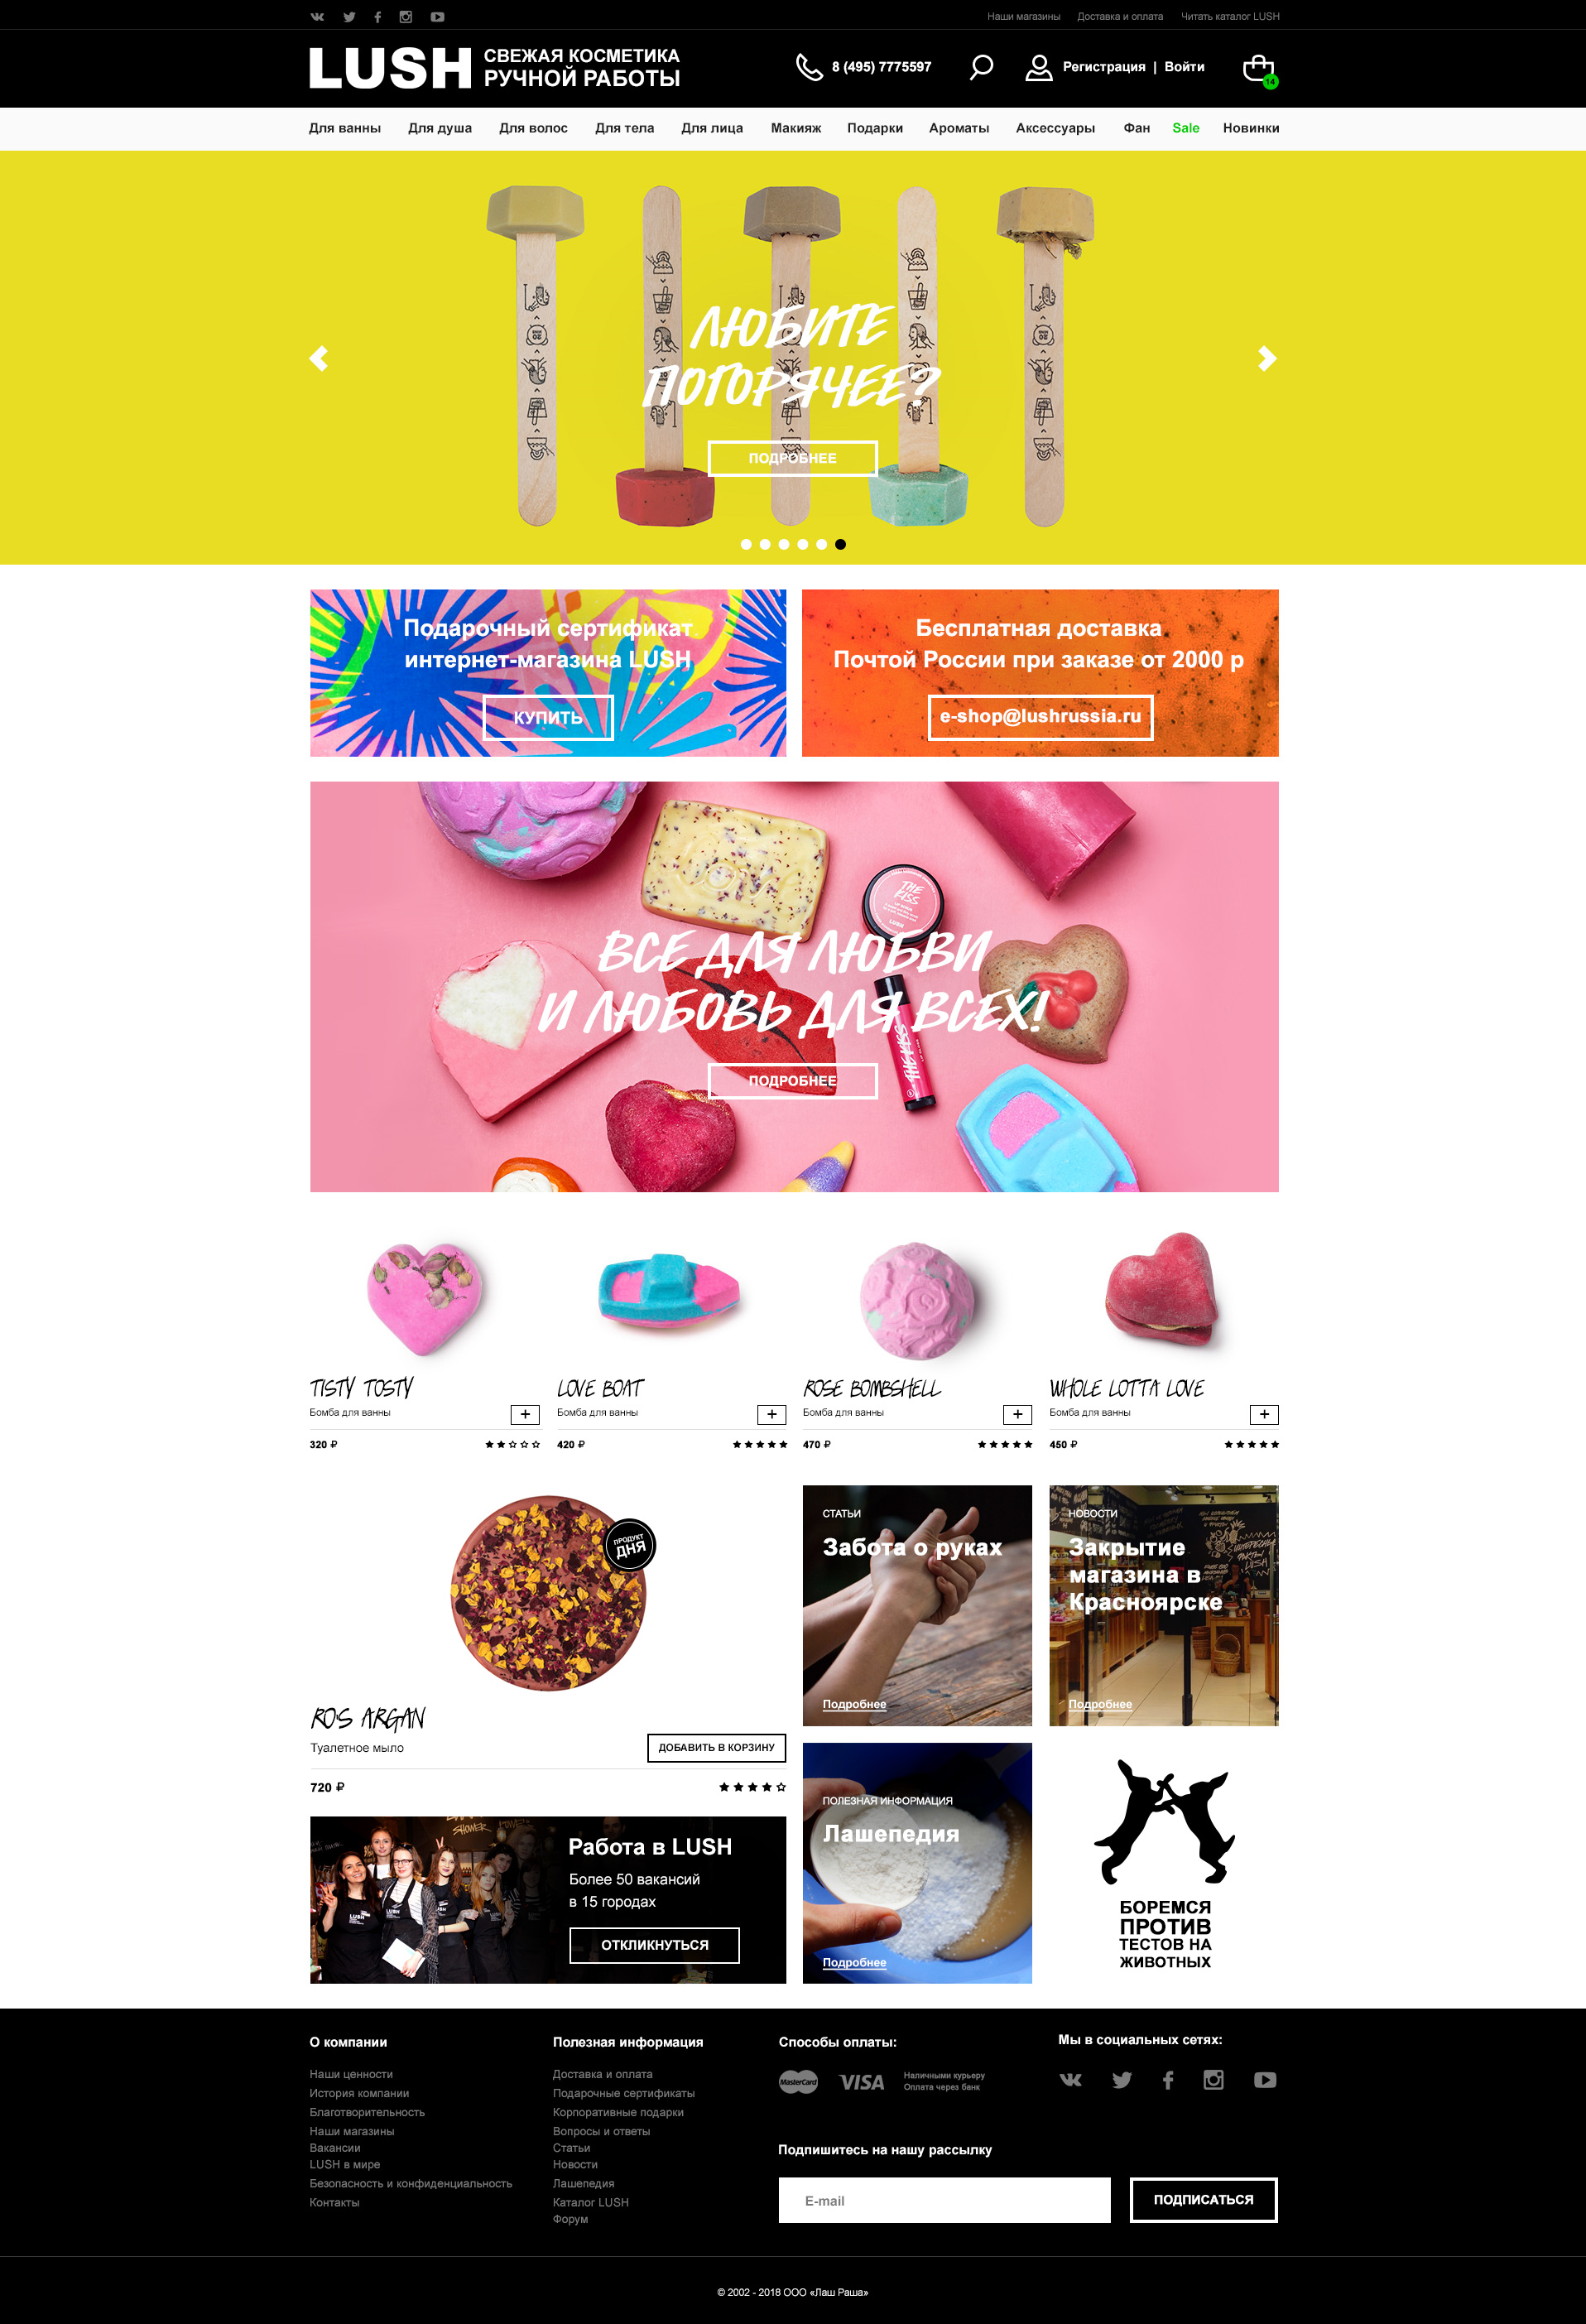 Наши магазины Доставка и оплата Читать каталог LUSH
LUSH
СВЕЖАЯ КОСМЕТИКА
РУЧНОЙ РАБОТЫ
8 (495) 7775597
Регистрация | Войти
14
Для ванны Для душа Для волос Для тела Для лица Макияж Подарки Ароматы Аксессуары Фан Sale Новинки
ЛЮБИТЕ
ПОГОРЯЧЕЕ?
ПОДРОБНЕЕ
Подарочный сертификат
интернет-магазина LUSH
КУПИТЬ
Бесплатная доставка
Почтой России при заказе от 2000 р
e-shop@lushrussia.ru
THE
KISS
LUSH
ВСЕ ДЛЯ ЛЮБВИ
И ЛЮБОВЬ ДЛЯ ВСЕХ!
THE KISS
ПОДРОБНЕЕ
TISTY TOSTY
Бомба для ванны
+
320 ₽
LOVE BOAT
Бомба для ванны
+
420 ₽
ROSE BOMBSHELL
Бомба для ванны
+
470 ₽
WHOLE LOTTA LOVE
Бомба для ванны
+
450 ₽
ПРОДУКТ
ДНЯ
RO'S ARGAN
Туалетное мыло
ДОБАВИТЬ В КОРЗИНУ
720 ₽
СТАТЬИ
Забота о руках
Подробнее
НОВОСТИ
Закрытие
магазина в
Красноярске
Подробнее
SHOWER
LUSH
LUSH
Работа в LUSH
Более 50 вакансий
в 15 городах
ОТКЛИКНУТЬСЯ
ПОЛЕЗНАЯ ИНФОРМАЦИЯ
Лашепедия
Подробнее
БОРЕМСЯ
ПРОТИВ
ТЕСТОВ НА
ЖИВОТНЫХ
О компании
Наши ценности
История компании
Благотворительность
Наши магазины
Вакансии
LUSH в мире
Безопасность и конфиденциальность
Контакты
Полезная информация
Доставка и оплата
Подарочные сертификаты
Корпоративные подарки
Вопросы и ответы
Статьи
Новости
Лашепедия
Каталог LUSH
Форум
Способы оплаты:
MasterCard VISA
Наличными курьеру
Оплата через банк
Мы в социальных сетях:
Подпишитесь на нашу рассылку
E-mail
ПОДПИСАТЬСЯ
© 2002 - 2018 ООО «Лаш Раша»